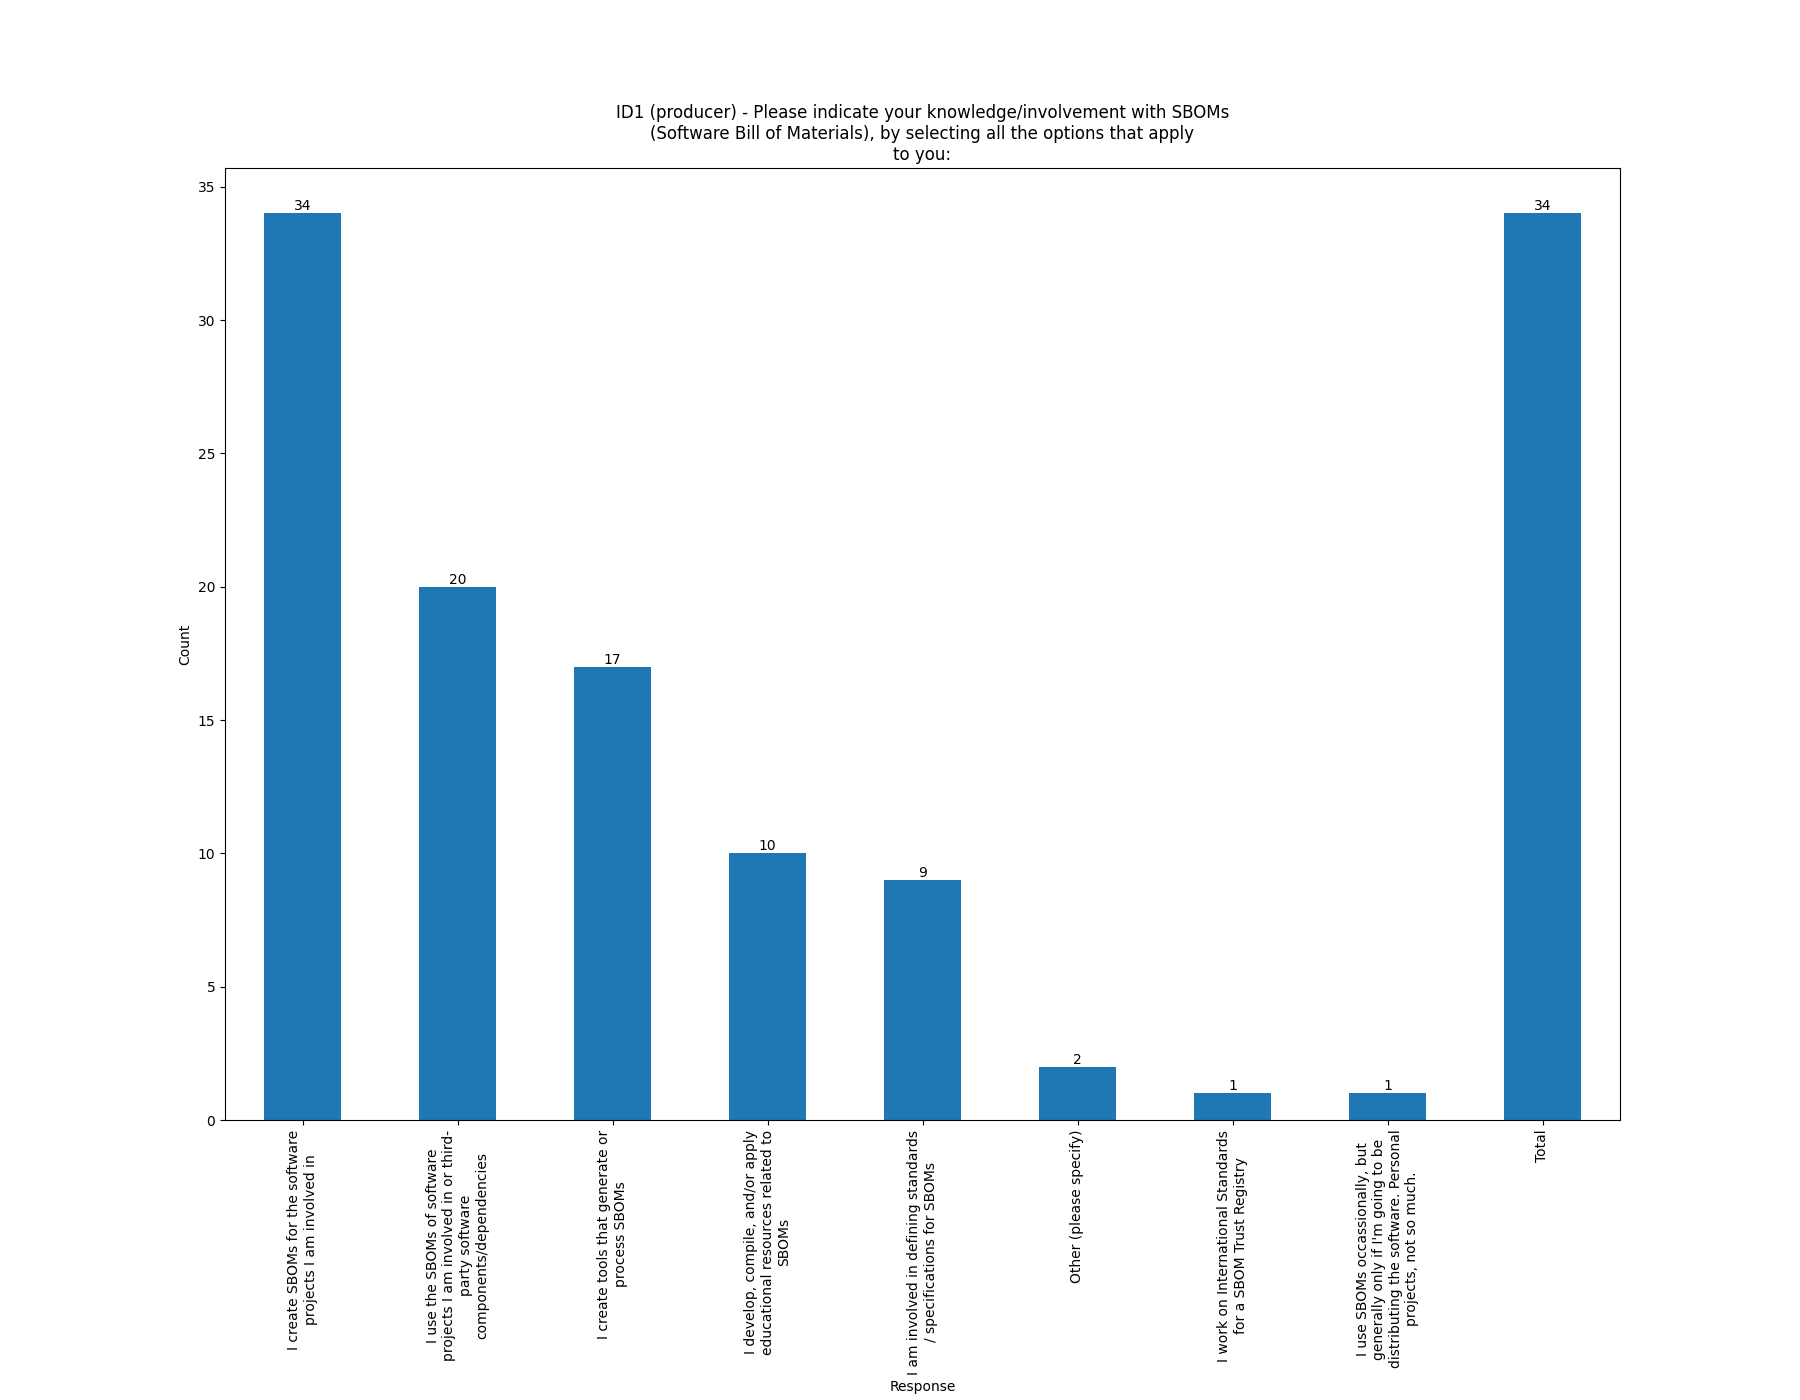 ID1 (producer) - Please indicate your knowledge/involvement with SBOMs
(Software Bill of Materials), by selecting all the options that apply
to you:
35
30
25
20
15
10
5
0
Count
34
20
17
10
9
2
1
1
34
I create SBOMs for the software
projects I am involved in
I use the SBOMs of software
projects I am involved in or third-
party software
components/dependencies
I create tools that generate or
process SBOMs
I develop, compile, and/or apply
educational resources related to
SBOMs
I am involved in defining standards
/ specifications for SBOMs
Other (please specify)
I work on International Standards
for a SBOM Trust Registry
I use SBOMs occassionally, but
generally only if I'm going to be
distributing the software. Personal
projects, not so much.
Total
Response